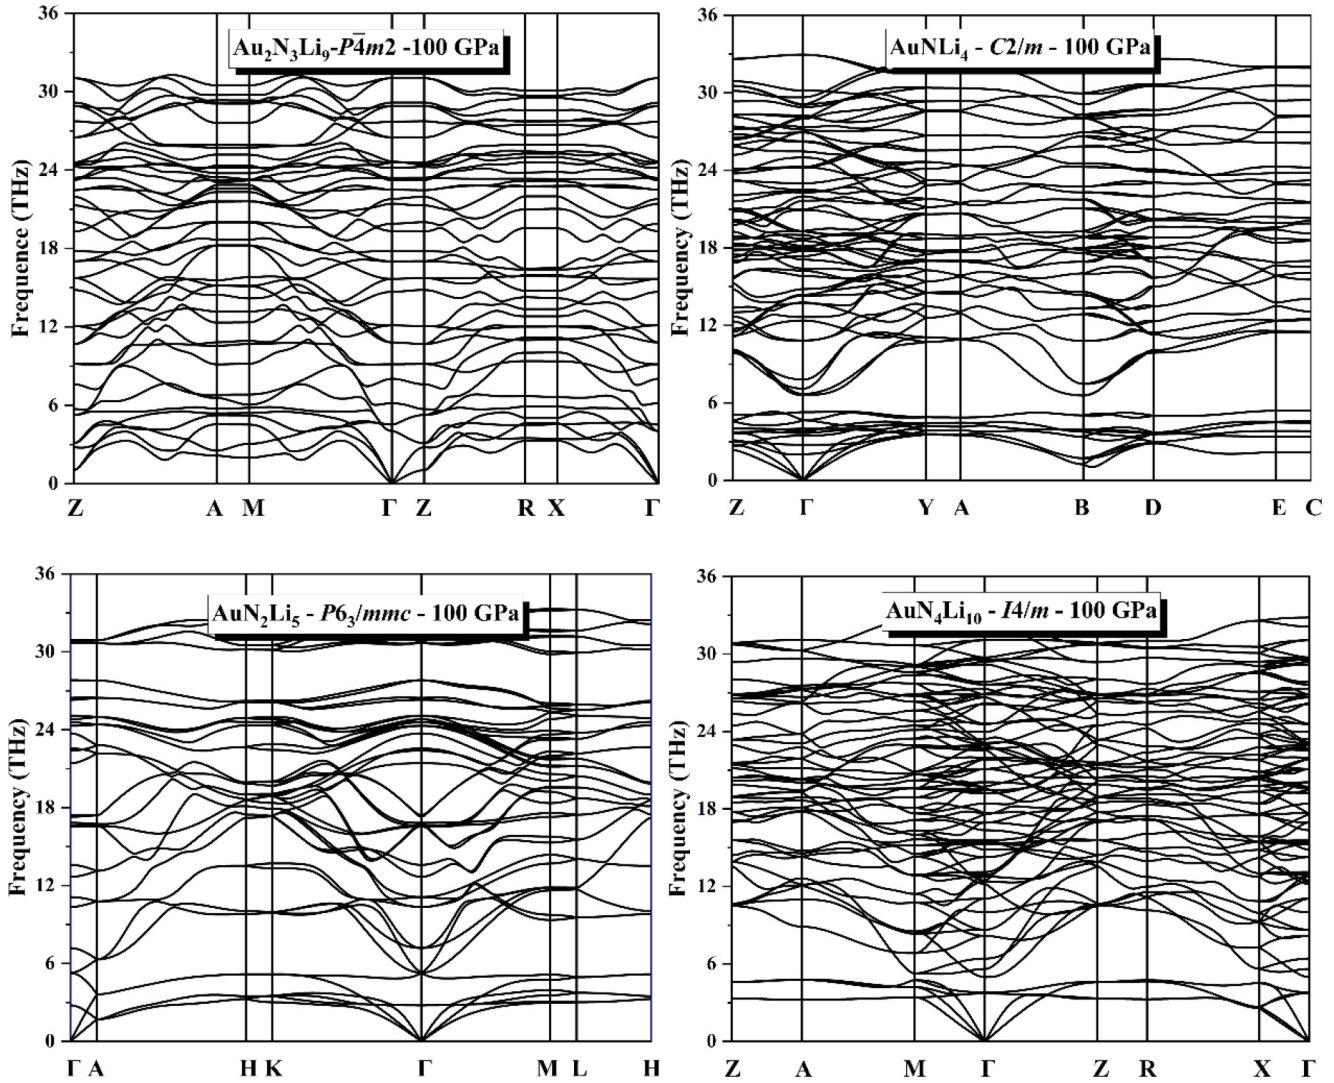 36
30
24
18
12
6
0
Frequence (THz)
Au₂N₃Li₉-P4̅m2 -100 GPa
Z A M Γ Z R X Γ
36
30
24
18
12
6
0
Frequency (THz)
AuNLi₄ - C2/m - 100 GPa
Z Γ Y A B D E C
36
30
24
18
12
6
0
Frequency (THz)
AuN₂Li₅ - P6₃/mmc - 100 GPa
Γ A H K Γ M L H
36
30
24
18
12
6
0
Frequency (THz)
AuN₄Li₁₀ - I4/m - 100 GPa
Z A M Γ Z R X Γ